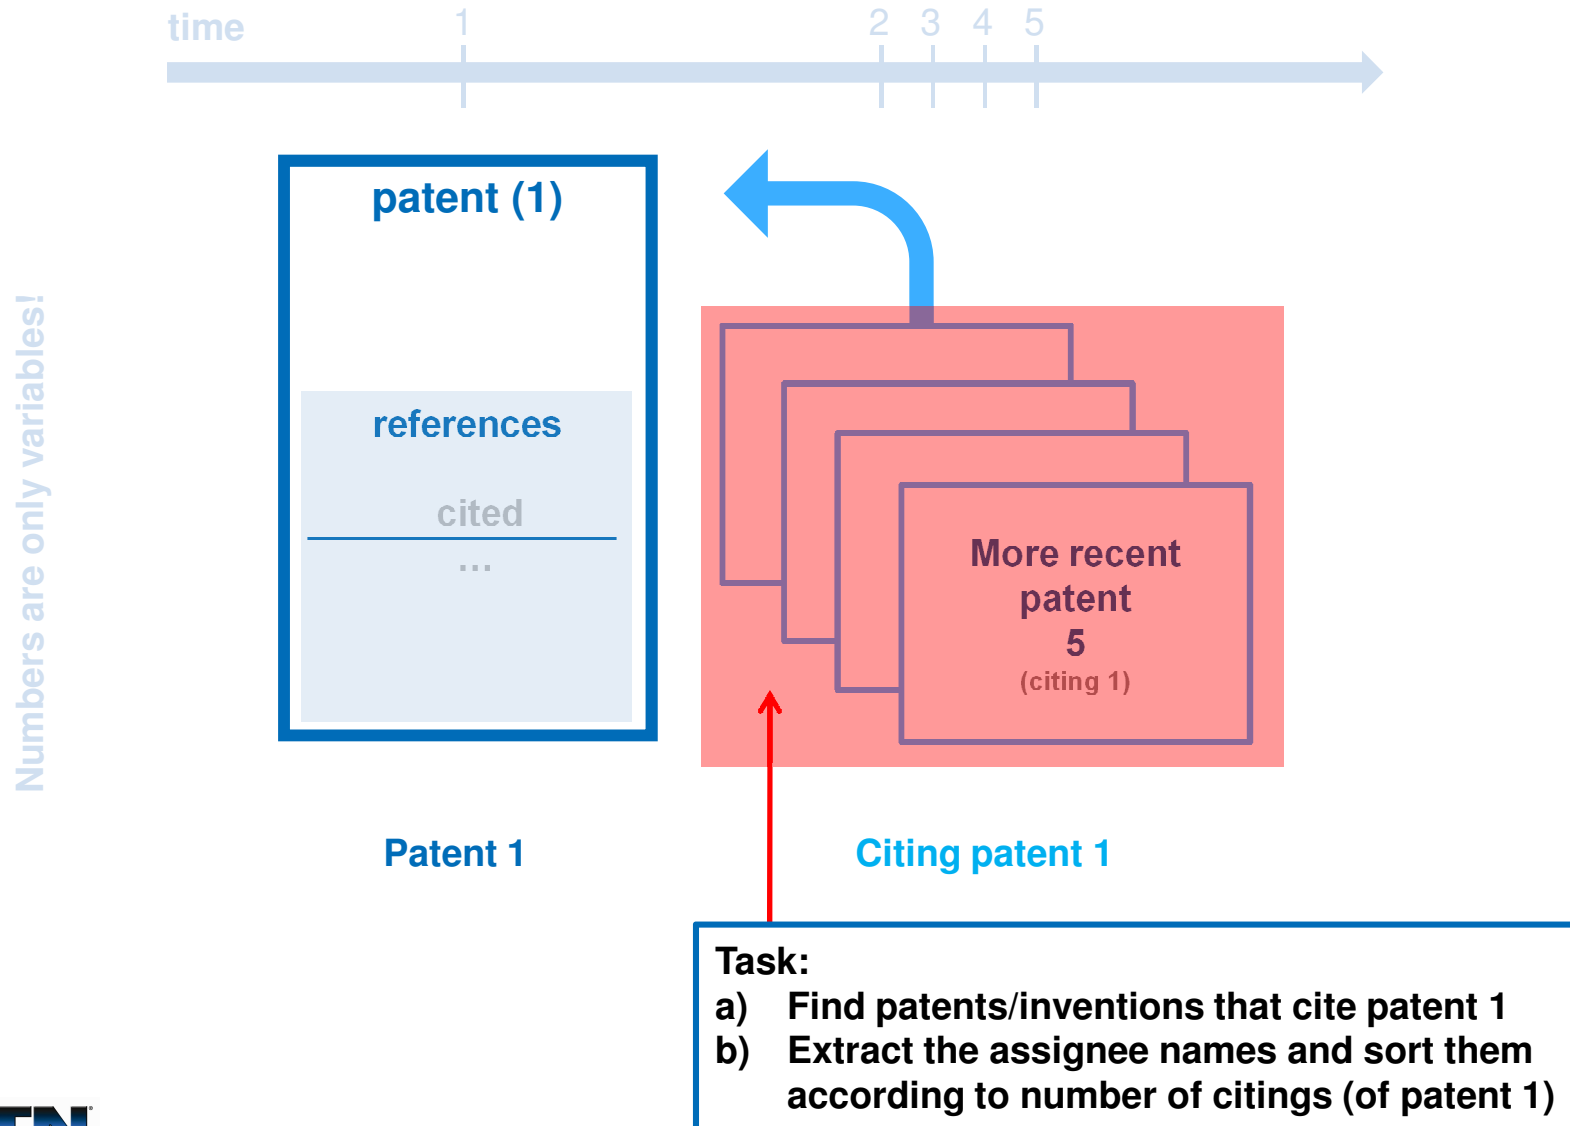 time
1 2 3 4 5
Numbers are only variables!
patent (1)
references
cited
...
More recent
patent
5
(citing 1)
Patent 1
Citing patent 1
Task:
a) Find patents/inventions that cite patent 1
b) Extract the assignee names and sort them
according to number of citings (of patent 1)